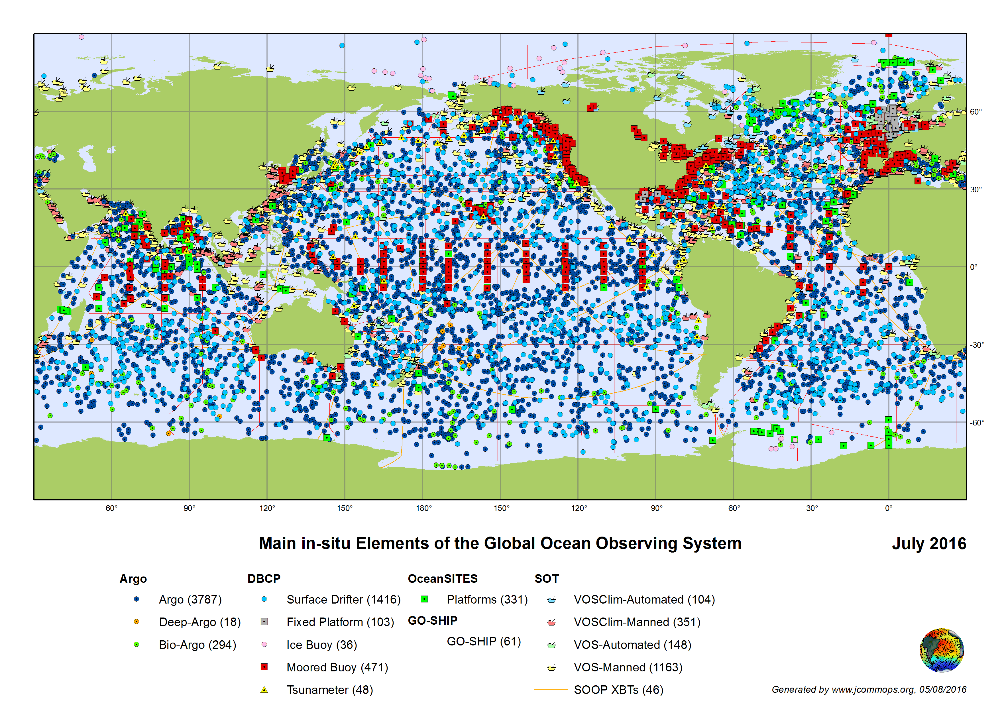 60°
30°
0°
-30°
-60°
60° 90° 120° 150° -180° -150° -120° -90° -60° -30° 0°
Main in-situ Elements of the Global Ocean Observing System
July 2016
Argo
Argo (3787)
Deep-Argo (18)
Bio-Argo (294)
DBCP
Surface Drifter (1416)
Fixed Platform (103)
Ice Buoy (36)
Moored Buoy (471)
Tsunameter (48)
OceanSITES
Platforms (331)
GO-SHIP
GO-SHIP (61)
SOT
VOSClim-Automated (104)
VOSClim-Manned (351)
VOS-Automated (148)
VOS-Manned (1163)
SOOP XBTs (46)
Generated by www.jcommops.org, 05/08/2016